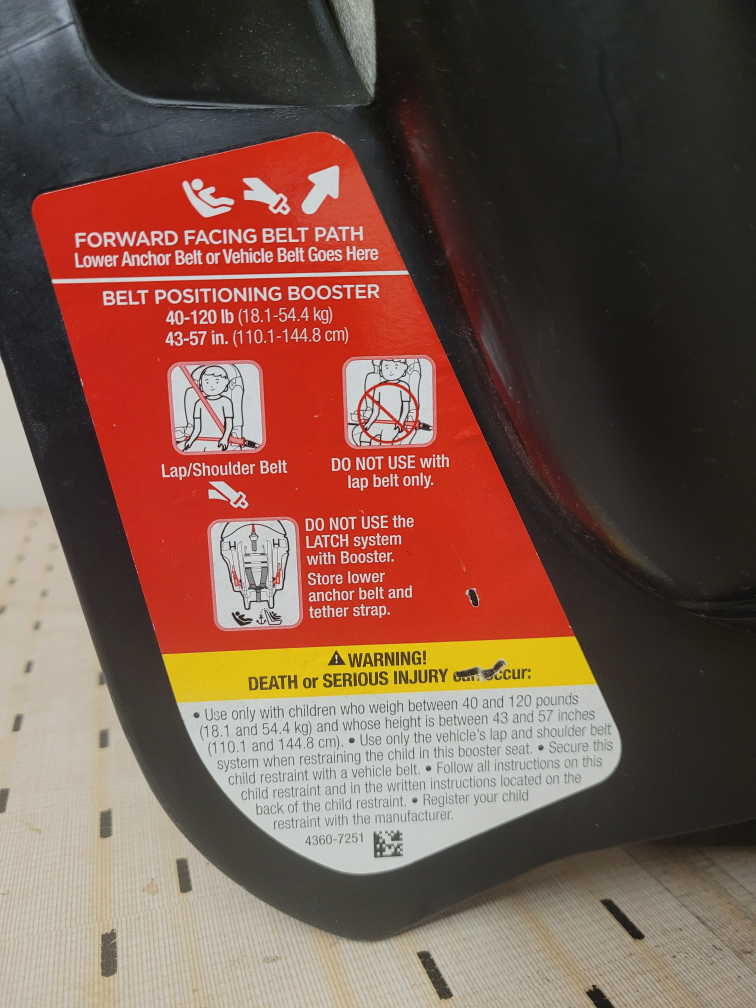 FORWARD FACING BELT PATH
Lower Anchor Belt or Vehicle Belt Goes Here
BELT POSITIONING BOOSTER
40-120 lb (18.1-54.4 kg)
43-57 in. (110.1-144.8 cm)
Lap/Shoulder Belt
DO NOT USE with
lap belt only.
DO NOT USE the
LATCH system
with Booster.
Store lower
anchor belt and
tether strap.
WARNING!
DEATH or SERIOUS INJURY occur:
• Use only with children who weigh between 40 and 120 pounds
(18.1 and 54.4 kg) and whose height is between 43 and 57 inches
(110.1 and 144.8 cm). • Use only the vehicle's lap and shoulder belt
system when restraining the child in this booster seat. • Secure this
child restraint with a vehicle belt. • Follow all instructions on this
child restraint and in the written instructions located on the
back of the child restraint. • Register your child
restraint with the manufacturer.
4360-7251